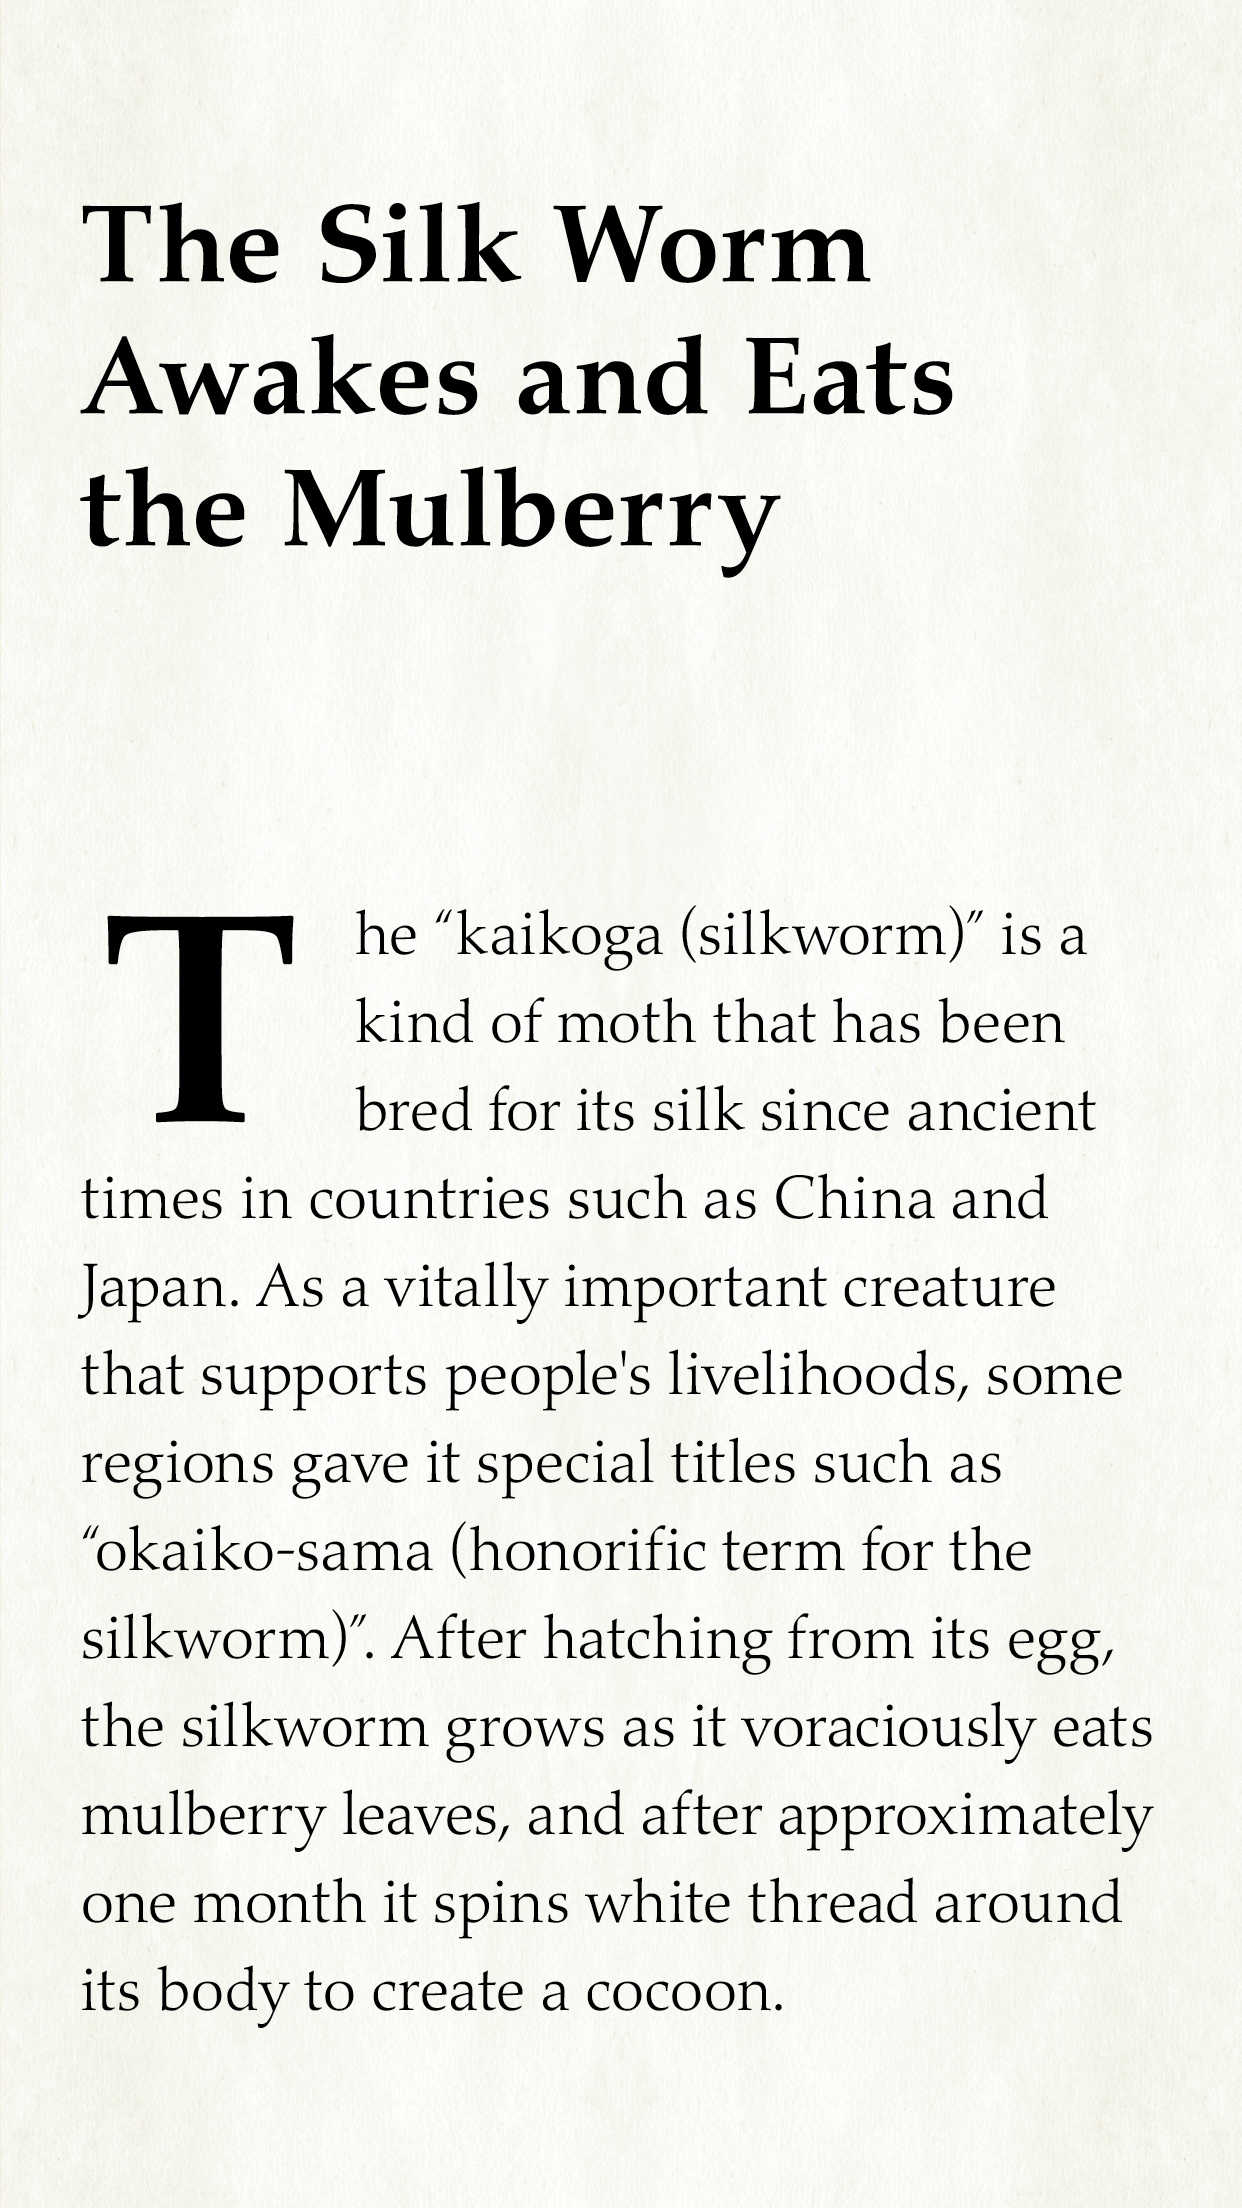 The Silk Worm
Awakes and Eats
the Mulberry
The “kaikoga (silkworm)” is a
kind of moth that has been
bred for its silk since ancient
times in countries such as China and
Japan. As a vitally important creature
that supports people's livelihoods, some
regions gave it special titles such as
“okaiko-sama (honorific term for the
silkworm)”. After hatching from its egg,
the silkworm grows as it voraciously eats
mulberry leaves, and after approximately
one month it spins white thread around
its body to create a cocoon.